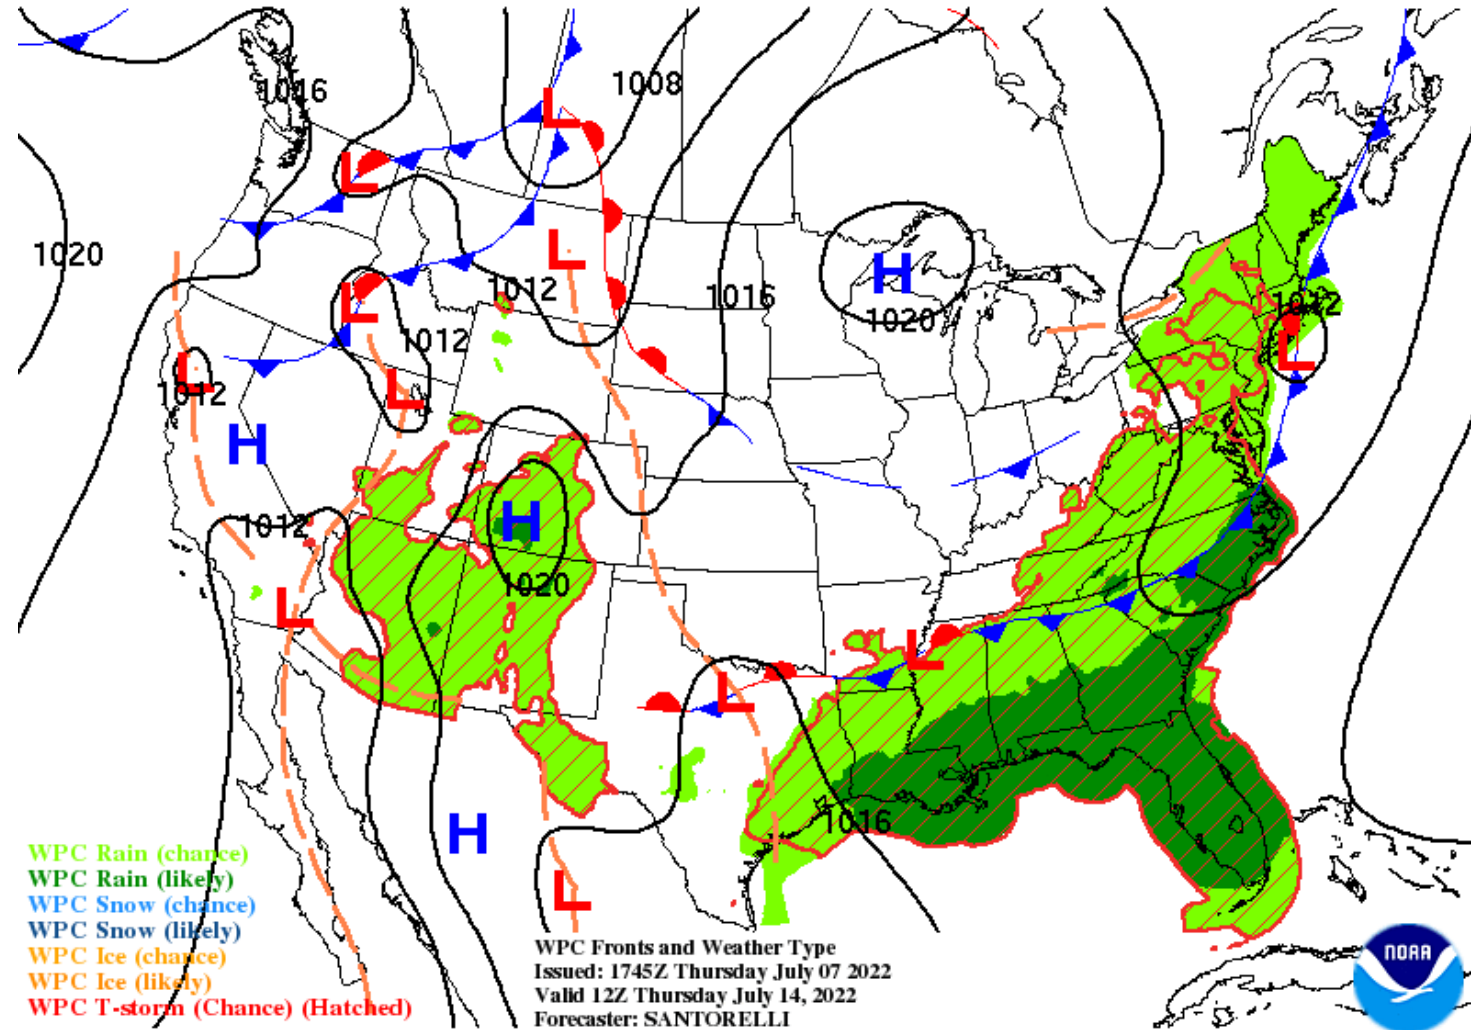 1016
1008
1020
1012
1016
1012
1020
1012
1012
1012
1020
1016
L
L
L
H
L
L
L
L
H
L
H
L
L
L
H
L
WPC Rain (chance)
WPC Rain (likely)
WPC Snow (chance)
WPC Snow (likely)
WPC Ice (chance)
WPC Ice (likely)
WPC T-storm (Chance) (Hatched)
WPC Fronts and Weather Type
Issued: 1745Z Thursday July 07 2022
Valid 12Z Thursday July 14, 2022
Forecaster: SANTORELLI
NOAA